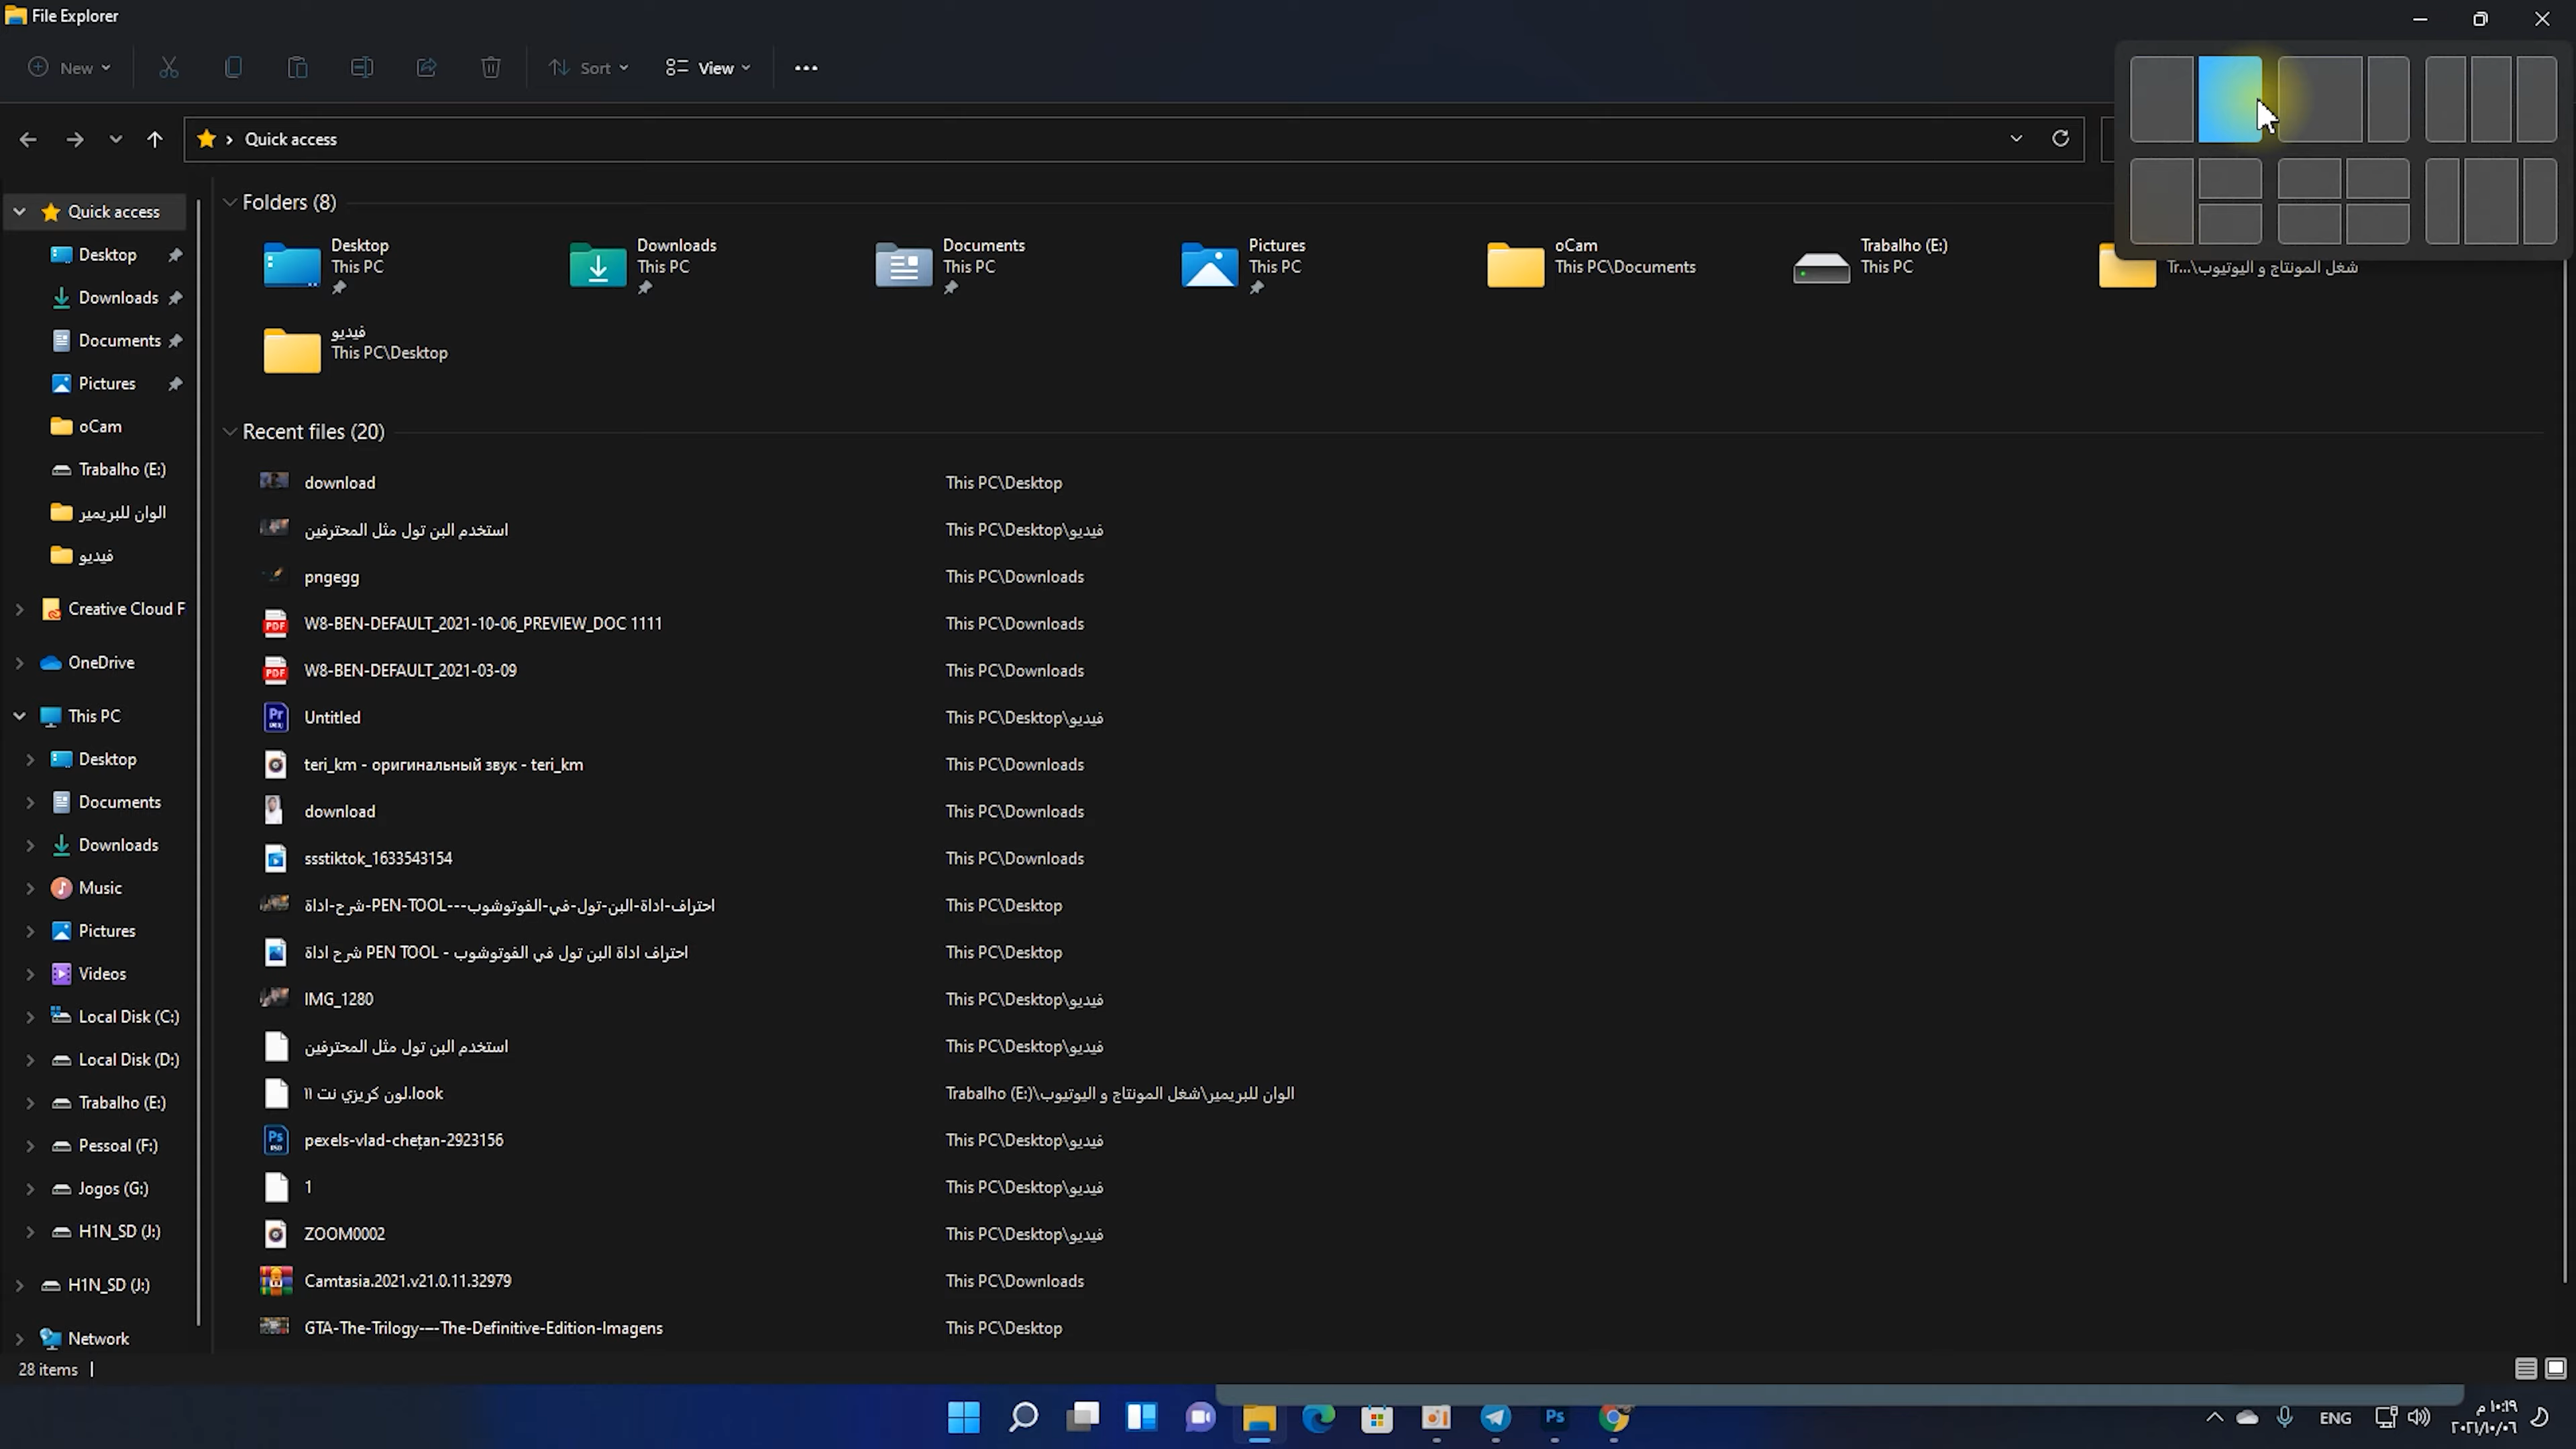 File Explorer
New
Sort
View
Quick access
Quick access
Desktop
Downloads
Documents
Pictures
oCam
Trabalho (E:)
الوان للبريمير
فيديو
Creative Cloud F
OneDrive
This PC
Desktop
Documents
Downloads
Music
Pictures
Videos
Local Disk (C:)
Local Disk (D:)
Trabalho (E:)
Pessoal (F:)
Jogos (G:)
H1N_SD (J:)
H1N_SD (J:)
Network
Folders (8)
Desktop
This PC
Downloads
This PC
Documents
This PC
Pictures
This PC
oCam
This PC\Documents
Trabalho (E:)
This PC
Tr...\شغل المونتاج و اليوتيوب
فيديو
This PC\Desktop
Recent files (20)
download This PC\Desktop
استخدم البن تول مثل المحترفين This PC\Desktop\فيديو
pngegg This PC\Downloads
W8-BEN-DEFAULT_2021-10-06_PREVIEW_DOC 1111 This PC\Downloads
W8-BEN-DEFAULT_2021-03-09 This PC\Downloads
Untitled This PC\Desktop\فيديو
teri_km - оригинальный звук - teri_km This PC\Downloads
download This PC\Downloads
ssstiktok_1633543154 This PC\Downloads
شرح-اداة-PEN-TOOL---احتراف-اداة-البن-تول-في-الفوتوشوب This PC\Desktop
شرح اداة PEN TOOL - احتراف اداة البن تول في الفوتوشوب This PC\Desktop
IMG_1280 This PC\Desktop\فيديو
استخدم البن تول مثل المحترفين This PC\Desktop\فيديو
لون كريزي نت ١١.look Trabalho (E:)\شغل المونتاج و اليوتيوب\الوان للبريمير
pexels-vlad-chețan-2923156 This PC\Desktop\فيديو
1 This PC\Desktop\فيديو
ZOOM0002 This PC\Desktop\فيديو
Camtasia.2021.v21.0.11.32979 This PC\Downloads
GTA-The-Trilogy-–-The-Definitive-Edition-Imagens This PC\Desktop
28 items
ENG
١٠:١٩ م
٢٠٢١/١٠/٠٦